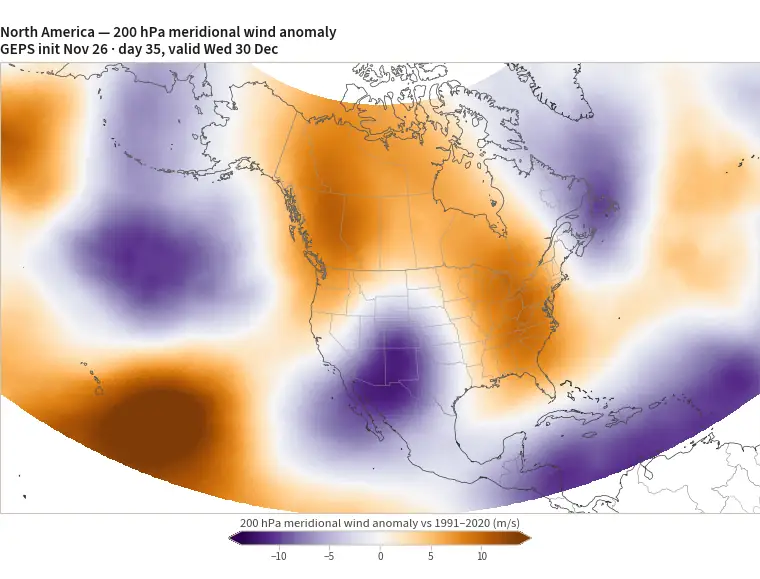 North America — 200 hPa meridional wind anomaly
GEPS init Nov 26 · day 35, valid Wed 30 Dec
200 hPa meridional wind anomaly vs 1991–2020 (m/s)
−10 −5 0 5 10